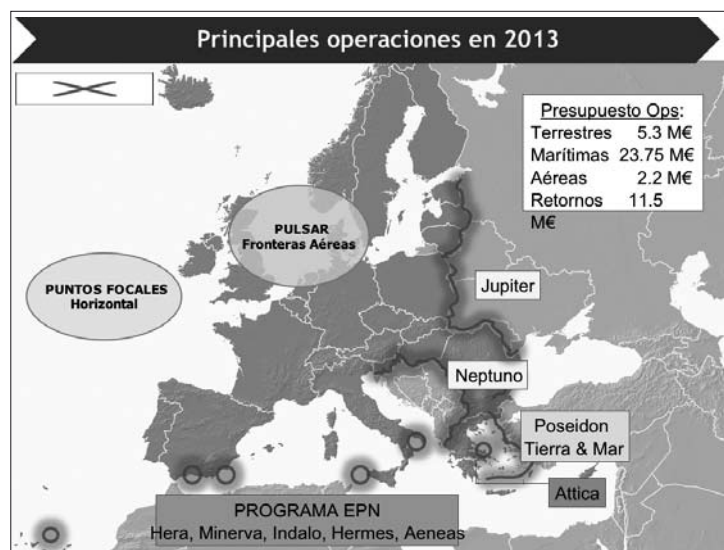 Principales operaciones en 2013
Presupuesto Ops:
Terrestres 5.3 M€
Marítimas 23.75 M€
Aéreas 2.2 M€
Retornos 11.5
M€
PULSAR
Fronteras Aéreas
PUNTOS FOCALES
Horizontal
Jupiter
Neptuno
Poseidon
Tierra & Mar
Attica
PROGRAMA EPN
Hera, Minerva, Indalo, Hermes, Aeneas